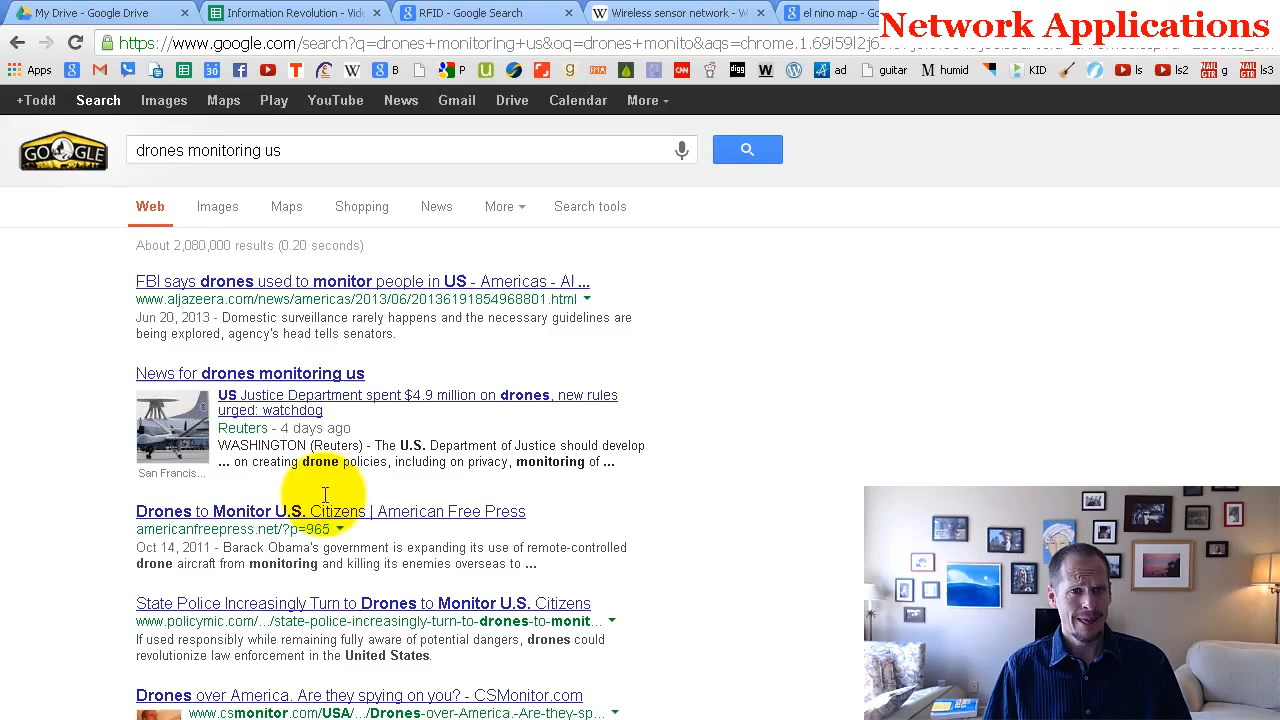 My Drive - Google Drive
Information Revolution - Vide
RFID - Google Search
Wireless sensor network - W
el nino map - Go
Network Applications
https://www.google.com/search?q=drones+monitoring+us&oq=drones+monito&aqs=chrome.1.69i59l2j6
Apps
30
B
ad
guitar
M humid
KID
ls
ls2
g
ls3
+Todd Search Images Maps Play YouTube News Gmail Drive Calendar More
GOOGLE
drones monitoring us
Web Images Maps Shopping News More Search tools
About 2,080,000 results (0.20 seconds)
FBI says drones used to monitor people in US - Americas - Al ...
www.aljazeera.com/news/americas/2013/06/20136191854968801.html
Jun 20, 2013 - Domestic surveillance rarely happens and the necessary guidelines are
being explored, agency's head tells senators.
News for drones monitoring us
US Justice Department spent $4.9 million on drones, new rules
urged: watchdog
Reuters - 4 days ago
WASHINGTON (Reuters) - The U.S. Department of Justice should develop
... on creating drone policies, including on privacy, monitoring of ...
San Francis...
Drones to Monitor U.S. Citizens | American Free Press
americanfreepress.net/?p=965
Oct 14, 2011 - Barack Obama's government is expanding its use of remote-controlled
drone aircraft from monitoring and killing its enemies overseas to ...
State Police Increasingly Turn to Drones to Monitor U.S. Citizens
www.policymic.com/.../state-police-increasingly-turn-to-drones-to-monit...
If used responsibly while remaining fully aware of potential dangers, drones could
revolutionize law enforcement in the United States.
Drones over America. Are they spying on you? - CSMonitor.com
www.csmonitor.com/USA/.../Drones-over-America-Are-they-sp...